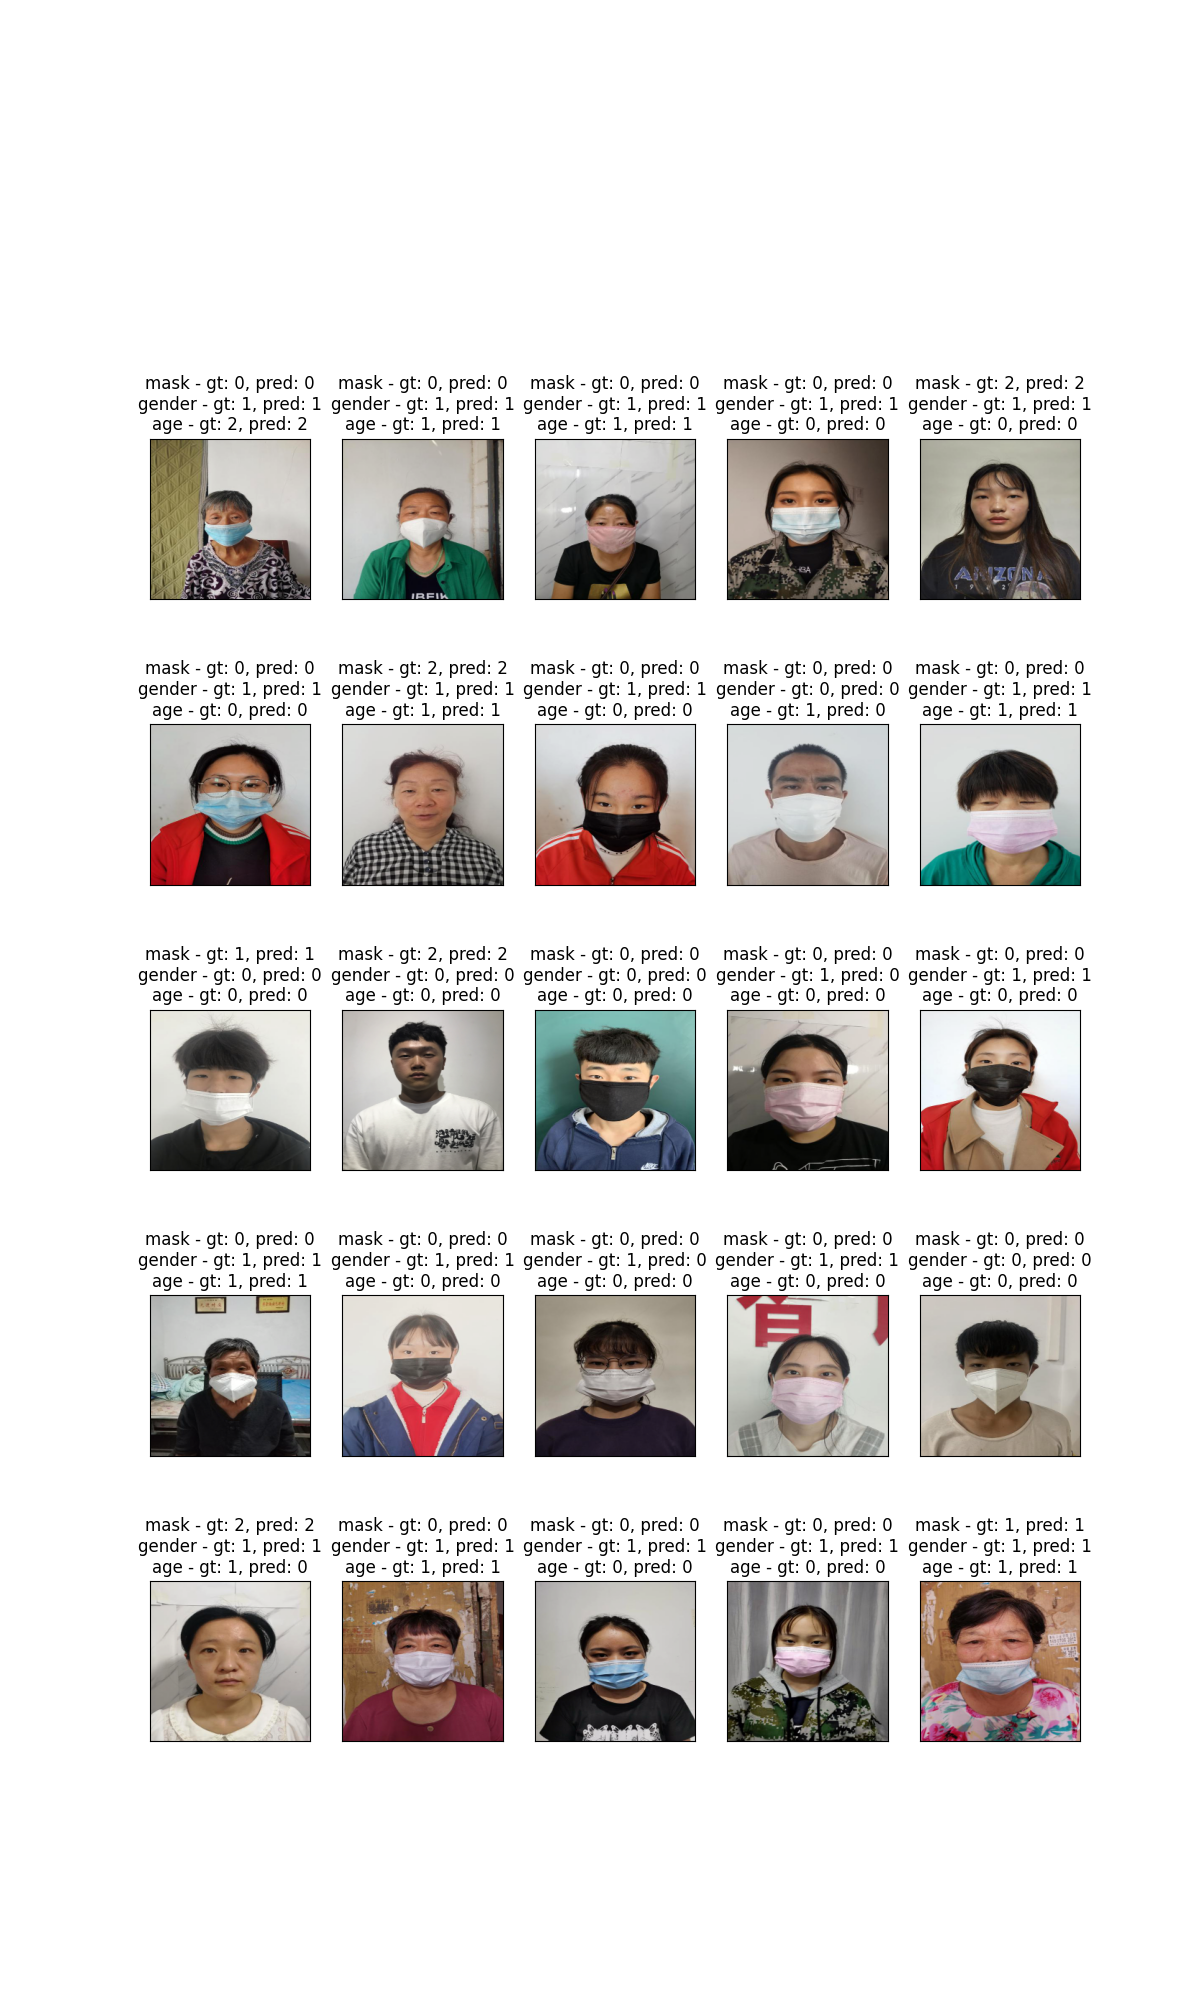 mask - gt: 0, pred: 0
gender - gt: 1, pred: 1
age - gt: 2, pred: 2
mask - gt: 0, pred: 0
gender - gt: 1, pred: 1
age - gt: 1, pred: 1
mask - gt: 0, pred: 0
gender - gt: 1, pred: 1
age - gt: 1, pred: 1
mask - gt: 0, pred: 0
gender - gt: 1, pred: 1
age - gt: 0, pred: 0
mask - gt: 2, pred: 2
gender - gt: 1, pred: 1
age - gt: 0, pred: 0
ARIZONA
mask - gt: 0, pred: 0
gender - gt: 1, pred: 1
age - gt: 0, pred: 0
mask - gt: 2, pred: 2
gender - gt: 1, pred: 1
age - gt: 1, pred: 1
mask - gt: 0, pred: 0
gender - gt: 1, pred: 1
age - gt: 0, pred: 0
mask - gt: 0, pred: 0
gender - gt: 0, pred: 0
age - gt: 1, pred: 0
mask - gt: 0, pred: 0
gender - gt: 1, pred: 1
age - gt: 1, pred: 1
mask - gt: 1, pred: 1
gender - gt: 0, pred: 0
age - gt: 0, pred: 0
mask - gt: 2, pred: 2
gender - gt: 0, pred: 0
age - gt: 0, pred: 0
mask - gt: 0, pred: 0
gender - gt: 0, pred: 0
age - gt: 0, pred: 0
mask - gt: 0, pred: 0
gender - gt: 1, pred: 0
age - gt: 0, pred: 0
mask - gt: 0, pred: 0
gender - gt: 1, pred: 1
age - gt: 0, pred: 0
mask - gt: 0, pred: 0
gender - gt: 1, pred: 1
age - gt: 1, pred: 1
mask - gt: 0, pred: 0
gender - gt: 1, pred: 1
age - gt: 0, pred: 0
mask - gt: 0, pred: 0
gender - gt: 1, pred: 0
age - gt: 0, pred: 0
mask - gt: 0, pred: 0
gender - gt: 1, pred: 1
age - gt: 0, pred: 0
mask - gt: 0, pred: 0
gender - gt: 0, pred: 0
age - gt: 0, pred: 0
mask - gt: 2, pred: 2
gender - gt: 1, pred: 1
age - gt: 1, pred: 0
mask - gt: 0, pred: 0
gender - gt: 1, pred: 1
age - gt: 1, pred: 1
mask - gt: 0, pred: 0
gender - gt: 1, pred: 1
age - gt: 0, pred: 0
mask - gt: 0, pred: 0
gender - gt: 1, pred: 1
age - gt: 0, pred: 0
mask - gt: 1, pred: 1
gender - gt: 1, pred: 1
age - gt: 1, pred: 1